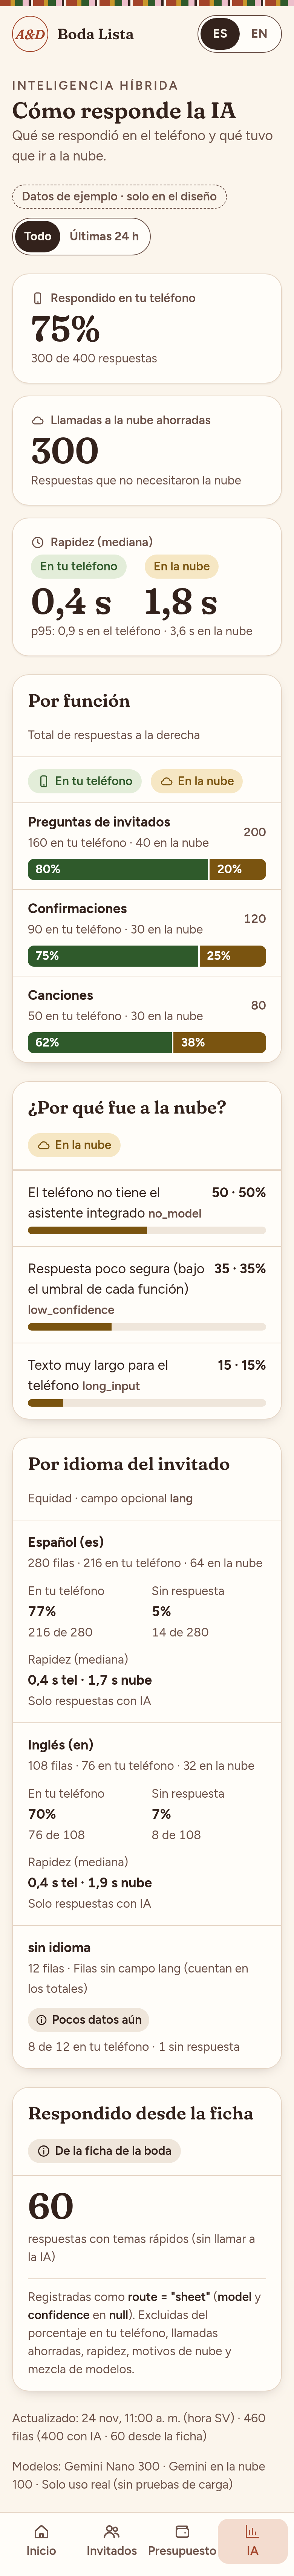 A&D Boda Lista ES EN
INTELIGENCIA HÍBRIDA
Cómo responde la IA
Qué se respondió en el teléfono y qué tuvo
que ir a la nube.
Datos de ejemplo · solo en el diseño
Todo Últimas 24 h
Respondido en tu teléfono
75%
300 de 400 respuestas
Llamadas a la nube ahorradas
300
Respuestas que no necesitaron la nube
Rapidez (mediana)
En tu teléfono En la nube
0,4 s 1,8 s
p95: 0,9 s en el teléfono · 3,6 s en la nube
Por función
Total de respuestas a la derecha
En tu teléfono En la nube
Preguntas de invitados 200
160 en tu teléfono · 40 en la nube
80% 20%
Confirmaciones 120
90 en tu teléfono · 30 en la nube
75% 25%
Canciones 80
50 en tu teléfono · 30 en la nube
62% 38%
¿Por qué fue a la nube?
En la nube
El teléfono no tiene el 50 · 50%
asistente integrado no_model
Respuesta poco segura (bajo 35 · 35%
el umbral de cada función)
low_confidence
Texto muy largo para el 15 · 15%
teléfono long_input
Por idioma del invitado
Equidad · campo opcional lang
Español (es)
280 filas · 216 en tu teléfono · 64 en la nube
En tu teléfono Sin respuesta
77% 5%
216 de 280 14 de 280
Rapidez (mediana)
0,4 s tel · 1,7 s nube
Solo respuestas con IA
Inglés (en)
108 filas · 76 en tu teléfono · 32 en la nube
En tu teléfono Sin respuesta
70% 7%
76 de 108 8 de 108
Rapidez (mediana)
0,4 s tel · 1,9 s nube
Solo respuestas con IA
sin idioma
12 filas · Filas sin campo lang (cuentan en
los totales)
Pocos datos aún
8 de 12 en tu teléfono · 1 sin respuesta
Respondido desde la ficha
De la ficha de la boda
60
respuestas con temas rápidos (sin llamar a
la IA)
Registradas como route = "sheet" (model y
confidence en null). Excluidas del
porcentaje en tu teléfono, llamadas
ahorradas, rapidez, motivos de nube y
mezcla de modelos.
Actualizado: 24 nov, 11:00 a. m. (hora SV) · 460
filas (400 con IA · 60 desde la ficha)
Modelos: Gemini Nano 300 · Gemini en la nube
100 · Solo uso real (sin pruebas de carga)
Inicio Invitados Presupuesto IA